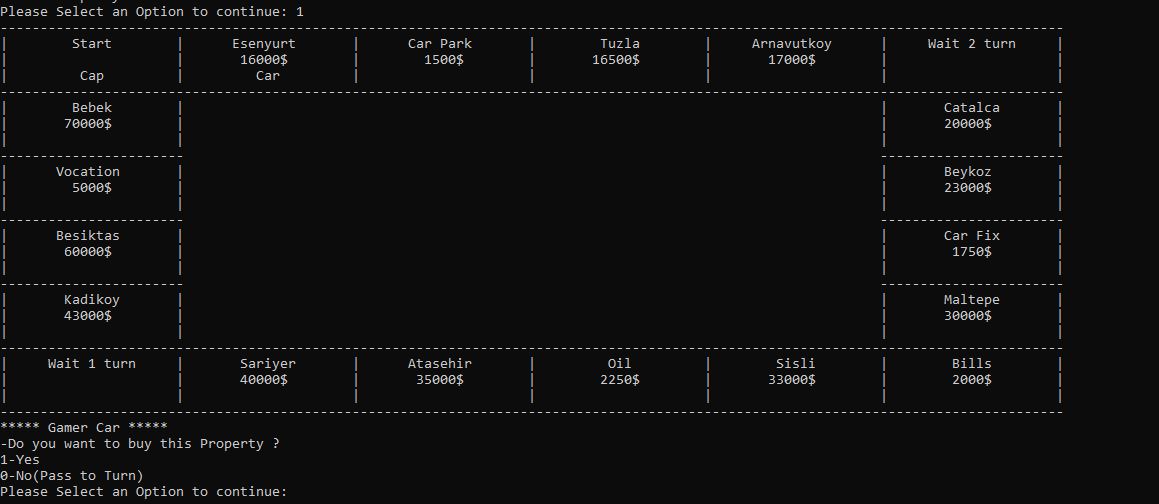 Please Select an Option to continue: 1
-------------------------------------------------------------------------------------------------------------------------------------
|        Start        |      Esenyurt       |      Car Park       |        Tuzla        |     Arnavutkoy      |     Wait 2 turn     |
|                     |       16000$        |        1500$        |       16500$        |       17000$        |                     |
|         Cap         |         Car         |                     |                     |                     |                     |
-------------------------------------------------------------------------------------------------------------------------------------
|        Bebek        |                                                                                       |       Catalca       |
|       70000$        |                                                                                       |       20000$        |
|                     |                                                                                       |                     |
-----------------------                                                                                       -----------------------
|      Vocation       |                                                                                       |       Beykoz        |
|        5000$        |                                                                                       |       23000$        |
|                     |                                                                                       |                     |
-----------------------                                                                                       -----------------------
|      Besiktas       |                                                                                       |       Car Fix       |
|       60000$        |                                                                                       |        1750$        |
|                     |                                                                                       |                     |
-----------------------                                                                                       -----------------------
|       Kadikoy       |                                                                                       |       Maltepe       |
|       43000$        |                                                                                       |       30000$        |
|                     |                                                                                       |                     |
-------------------------------------------------------------------------------------------------------------------------------------
|     Wait 1 turn     |       Sariyer       |      Atasehir       |         Oil         |        Sisli        |        Bills        |
|                     |       40000$        |       35000$        |        2250$        |       33000$        |        2000$        |
|                     |                     |                     |                     |                     |                     |
-------------------------------------------------------------------------------------------------------------------------------------
***** Gamer Car *****
-Do you want to buy this Property ?
1-Yes
0-No(Pass to Turn)
Please Select an Option to continue: